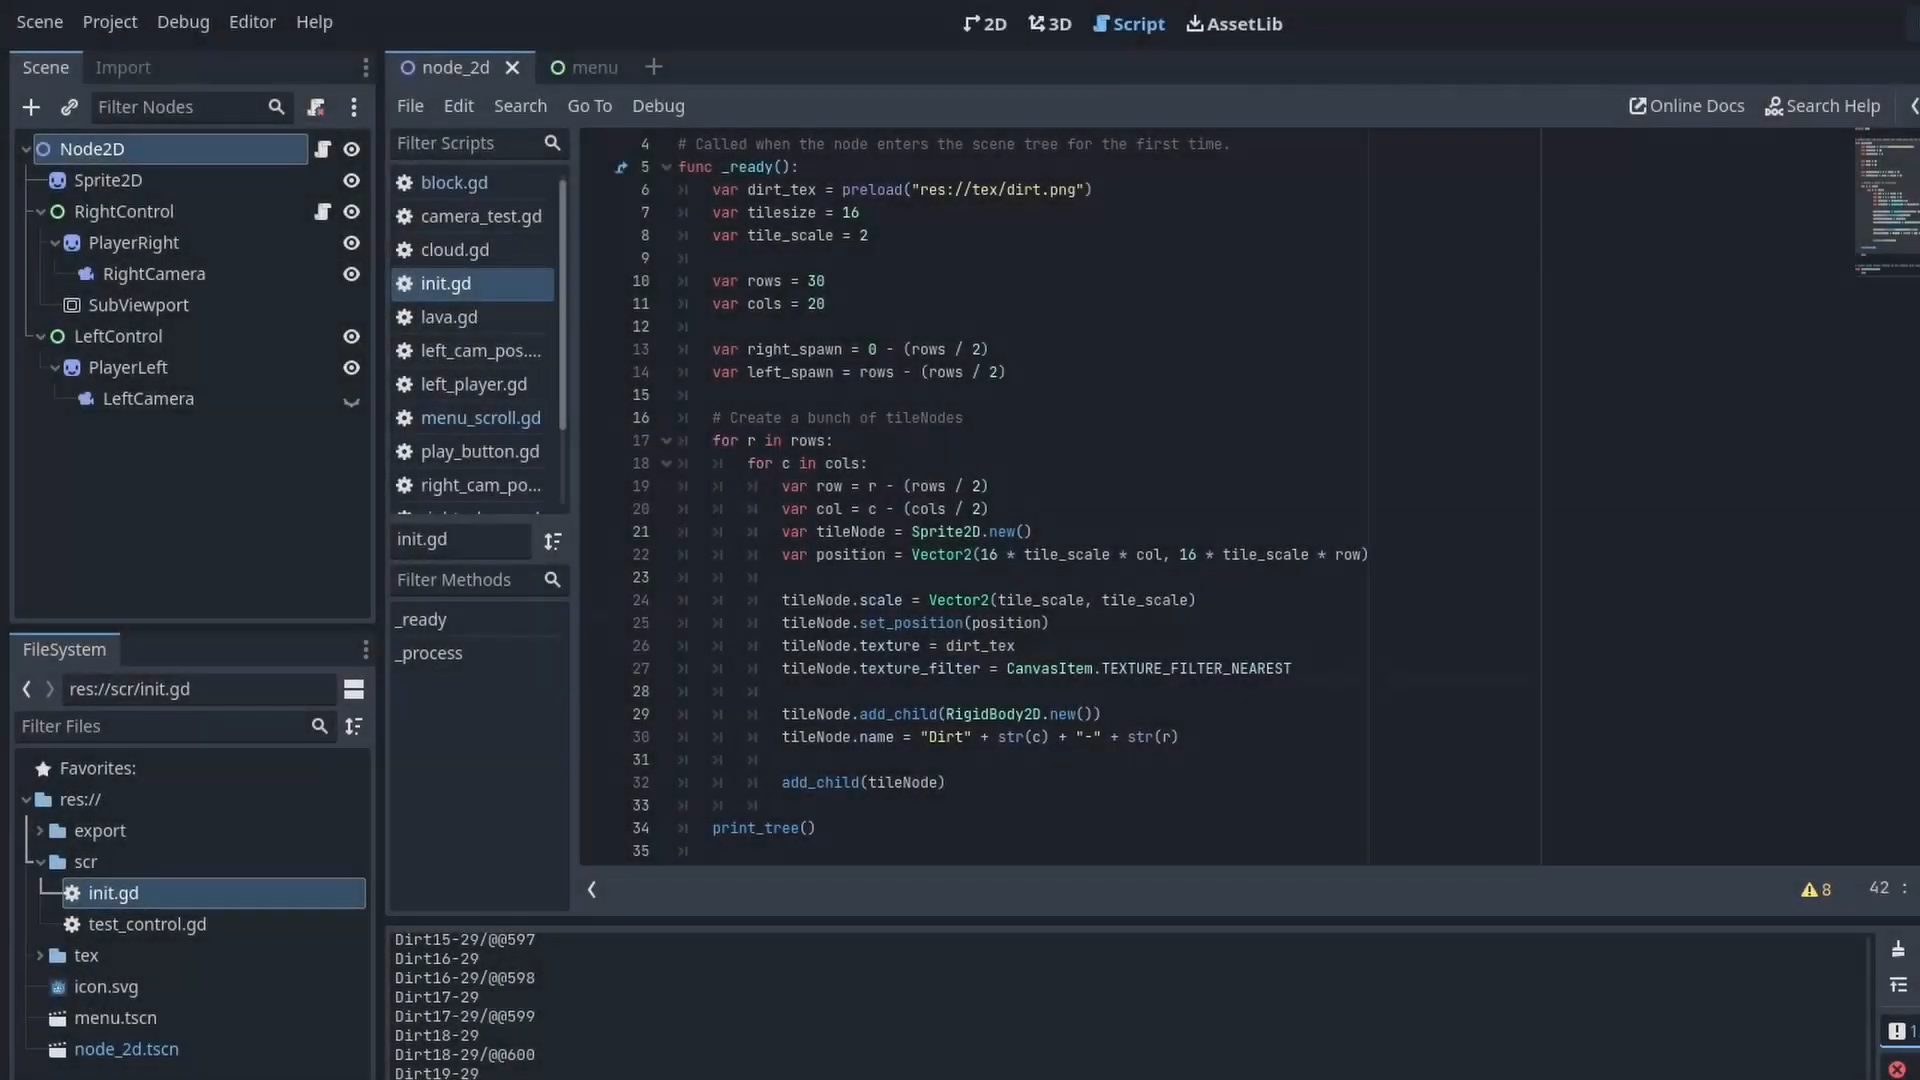 Scene Project Debug Editor Help
2D 3D Script AssetLib
Scene Import
Filter Nodes
Node2D
Sprite2D
RightControl
PlayerRight
RightCamera
SubViewport
LeftControl
PlayerLeft
LeftCamera
FileSystem
res://scr/init.gd
Filter Files
Favorites:
res://
export
scr
init.gd
test_control.gd
tex
icon.svg
menu.tscn
node_2d.tscn
node_2d menu
File Edit Search Go To Debug
Online Docs Search Help
Filter Scripts
block.gd
camera_test.gd
cloud.gd
init.gd
lava.gd
left_cam_pos....
left_player.gd
menu_scroll.gd
play_button.gd
right_cam_po...
init.gd
Filter Methods
_ready
_process
4 # Called when the node enters the scene tree for the first time.
5 func _ready():
6 var dirt_tex = preload("res://tex/dirt.png")
7 var tilesize = 16
8 var tile_scale = 2
9
10 var rows = 30
11 var cols = 20
12
13 var right_spawn = 0 - (rows / 2)
14 var left_spawn = rows - (rows / 2)
15
16 # Create a bunch of tileNodes
17 for r in rows:
18 for c in cols:
19 var row = r - (rows / 2)
20 var col = c - (cols / 2)
21 var tileNode = Sprite2D.new()
22 var position = Vector2(16 * tile_scale * col, 16 * tile_scale * row)
23
24 tileNode.scale = Vector2(tile_scale, tile_scale)
25 tileNode.set_position(position)
26 tileNode.texture = dirt_tex
27 tileNode.texture_filter = CanvasItem.TEXTURE_FILTER_NEAREST
28
29 tileNode.add_child(RigidBody2D.new())
30 tileNode.name = "Dirt" + str(c) + "-" + str(r)
31
32 add_child(tileNode)
33
34 print_tree()
35
8 42 :
Dirt15-29/@@597
Dirt16-29
Dirt16-29/@@598
Dirt17-29
Dirt17-29/@@599
Dirt18-29
Dirt18-29/@@600
Dirt19-29
1